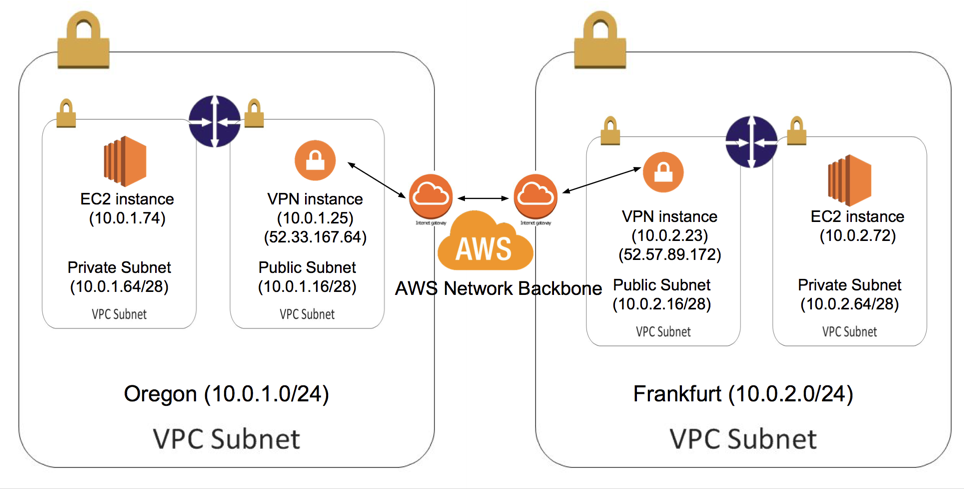 EC2 instance
(10.0.1.74)
Private Subnet
(10.0.1.64/28)
VPC Subnet
VPN instance
(10.0.1.25)
(52.33.167.64)
Public Subnet
(10.0.1.16/28)
VPC Subnet
Oregon (10.0.1.0/24)
VPC Subnet
Internet gateway
Internet gateway
AWS
AWS Network Backbone
VPN instance
(10.0.2.23)
(52.57.89.172)
Public Subnet
(10.0.2.16/28)
VPC Subnet
EC2 instance
(10.0.2.72)
Private Subnet
(10.0.2.64/28)
VPC Subnet
Frankfurt (10.0.2.0/24)
VPC Subnet